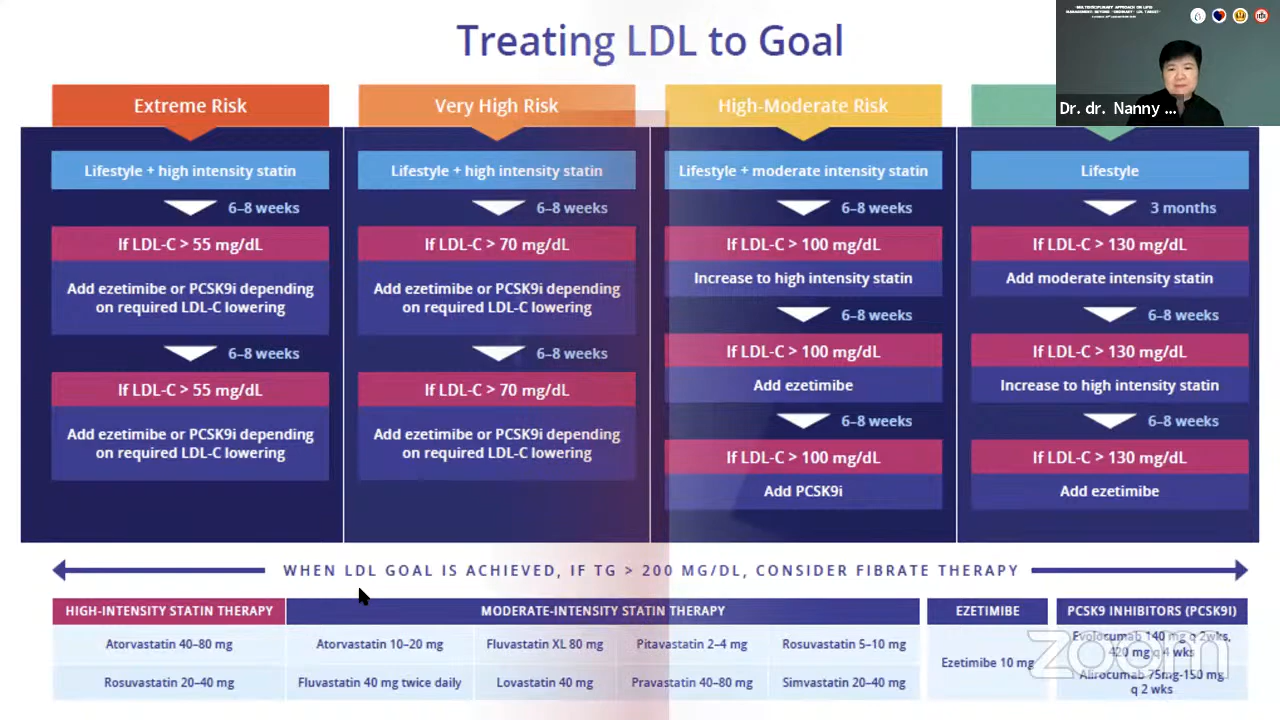 Treating LDL to Goal
MULTIDISCIPLINARY APPROACH ON LIPID
MANAGEMENT: BEYOND "ORDINARY" LDL TARGET
Dr. dr. Nanny ...
Extreme Risk
Lifestyle + high intensity statin
6–8 weeks
If LDL-C > 55 mg/dL
Add ezetimibe or PCSK9i depending
on required LDL-C lowering
6–8 weeks
If LDL-C > 55 mg/dL
Add ezetimibe or PCSK9i depending
on required LDL-C lowering
Very High Risk
Lifestyle + high intensity statin
6–8 weeks
If LDL-C > 70 mg/dL
Add ezetimibe or PCSK9i depending
on required LDL-C lowering
6–8 weeks
If LDL-C > 70 mg/dL
Add ezetimibe or PCSK9i depending
on required LDL-C lowering
High-Moderate Risk
Lifestyle + moderate intensity statin
6–8 weeks
If LDL-C > 100 mg/dL
Increase to high intensity statin
6–8 weeks
If LDL-C > 100 mg/dL
Add ezetimibe
6–8 weeks
If LDL-C > 100 mg/dL
Add PCSK9i
Lifestyle
3 months
If LDL-C > 130 mg/dL
Add moderate intensity statin
6–8 weeks
If LDL-C > 130 mg/dL
Increase to high intensity statin
6–8 weeks
If LDL-C > 130 mg/dL
Add ezetimibe
WHEN LDL GOAL IS ACHIEVED, IF TG > 200 MG/DL, CONSIDER FIBRATE THERAPY
HIGH-INTENSITY STATIN THERAPY
Atorvastatin 40–80 mg
Rosuvastatin 20–40 mg
MODERATE-INTENSITY STATIN THERAPY
Atorvastatin 10–20 mg
Fluvastatin XL 80 mg
Pitavastatin 2–4 mg
Rosuvastatin 5–10 mg
Fluvastatin 40 mg twice daily
Lovastatin 40 mg
Pravastatin 40–80 mg
Simvastatin 20–40 mg
EZETIMIBE
Ezetimibe 10 mg
PCSK9 INHIBITORS (PCSK9I)
Evolocumab 140 mg q 2wks,
420 mg q 4 wks
Alirocumab 75mg-150 mg
q 2 wks
zoom